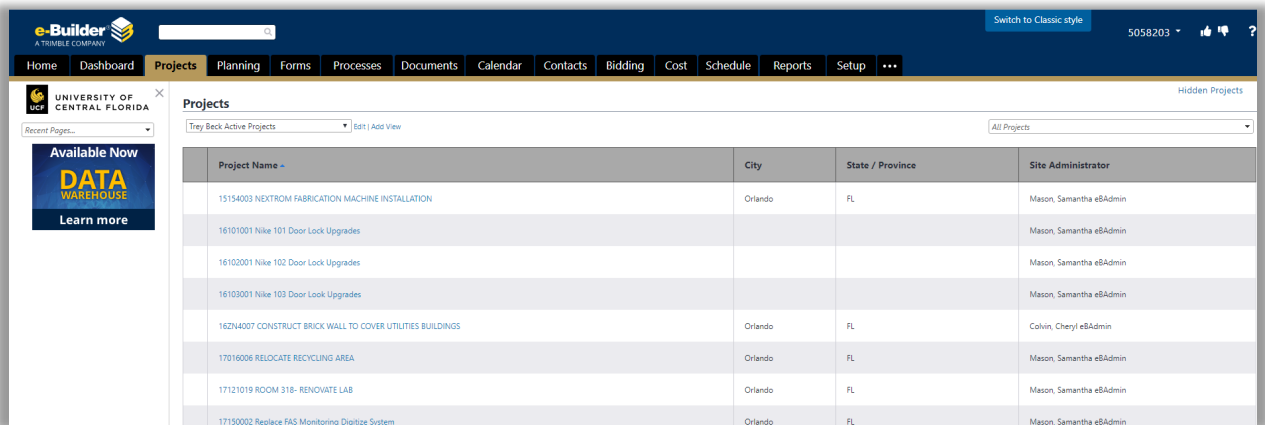 Switch to Classic style
e-Builder
A TRIMBLE COMPANY
5058203
?
Home Dashboard Projects Planning Forms Processes Documents Calendar Contacts Bidding Cost Schedule Reports Setup •••
Hidden Projects
UCF
UNIVERSITY OF
CENTRAL FLORIDA
Recent Pages...
Available Now
DATA
WAREHOUSE
Learn more
Projects
Trey Beck Active Projects Edit | Add View All Projects
Project Name City State / Province Site Administrator
15154003 NEXTROM FABRICATION MACHINE INSTALLATION Orlando FL Mason, Samantha eBAdmin
16101001 Nike 101 Door Lock Upgrades Mason, Samantha eBAdmin
16102001 Nike 102 Door Lock Upgrades Mason, Samantha eBAdmin
16103001 Nike 103 Door Look Upgrades Mason, Samantha eBAdmin
16ZN4007 CONSTRUCT BRICK WALL TO COVER UTILITIES BUILDINGS Orlando FL Colvin, Cheryl eBAdmin
17016006 RELOCATE RECYCLING AREA Orlando FL Mason, Samantha eBAdmin
17121019 ROOM 318- RENOVATE LAB Orlando FL Mason, Samantha eBAdmin
17150002 Replace FAS Monitoring Digitize System Orlando FL Mason, Samantha eBAdmin